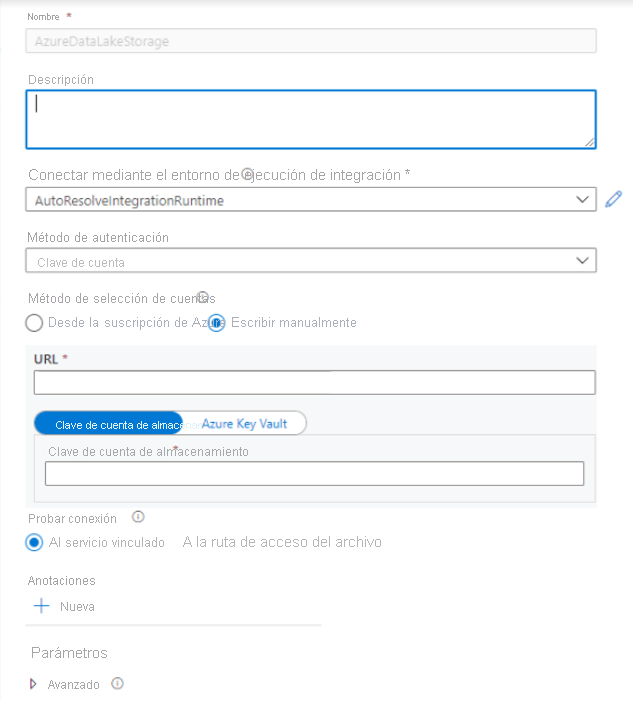 Nombre *
AzureDataLakeStorage
Descripción
Conectar mediante el entorno de ejecución de integración *
AutoResolveIntegrationRuntime
Método de autenticación
Clave de cuenta
Método de selección de cuentas
Desde la suscripción de Azure Escribir manualmente
URL *
Clave de cuenta de almacenamiento Azure Key Vault
Clave de cuenta de almacenamiento *
Probar conexión
Al servicio vinculado A la ruta de acceso del archivo
Anotaciones
Nueva
Parámetros
Avanzado